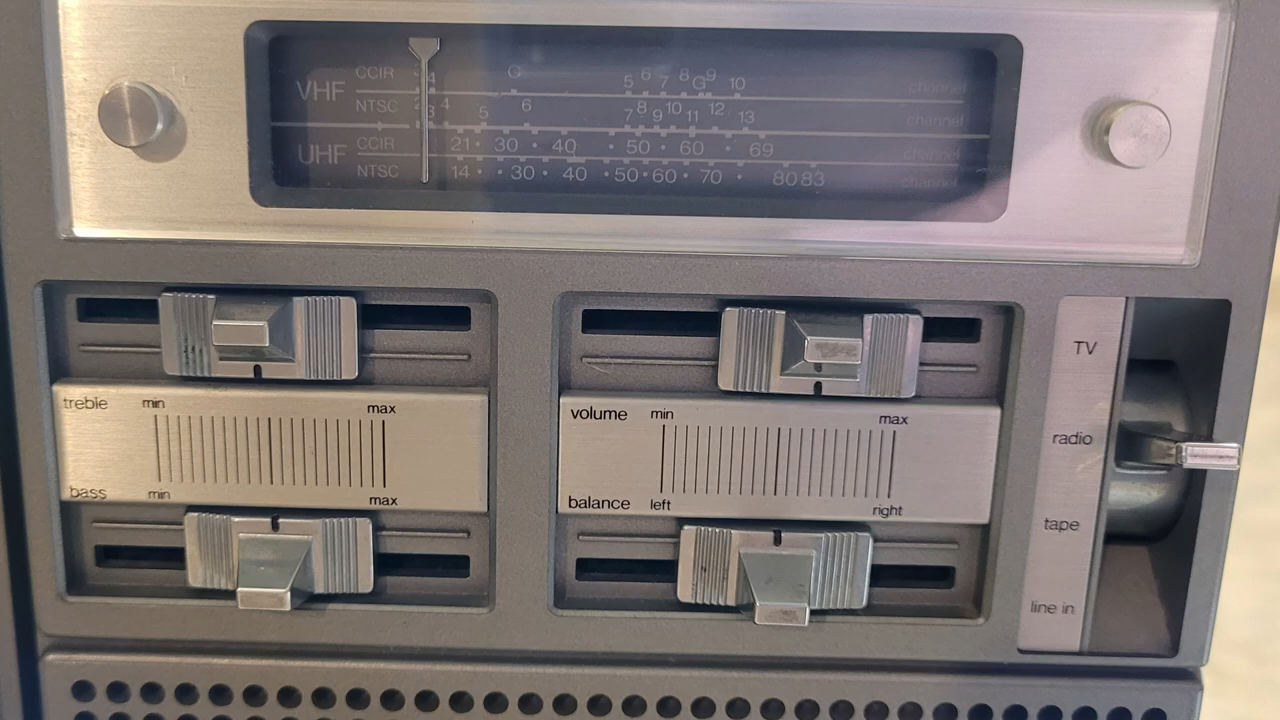 VHF
CCIR 4 G 5 6 7 8 G 9 10 channel
NTSC 2 3 4 5 6 7 8 9 10 11 12 13 channel
UHF
CCIR 21 • 30 • 40 • 50 • 60 • 69 channel
NTSC 14 • • 30 • 40 • 50 • 60 • 70 • 80 83 channel
treble min max
bass min max
volume min max
balance left right
TV
radio
tape
line in